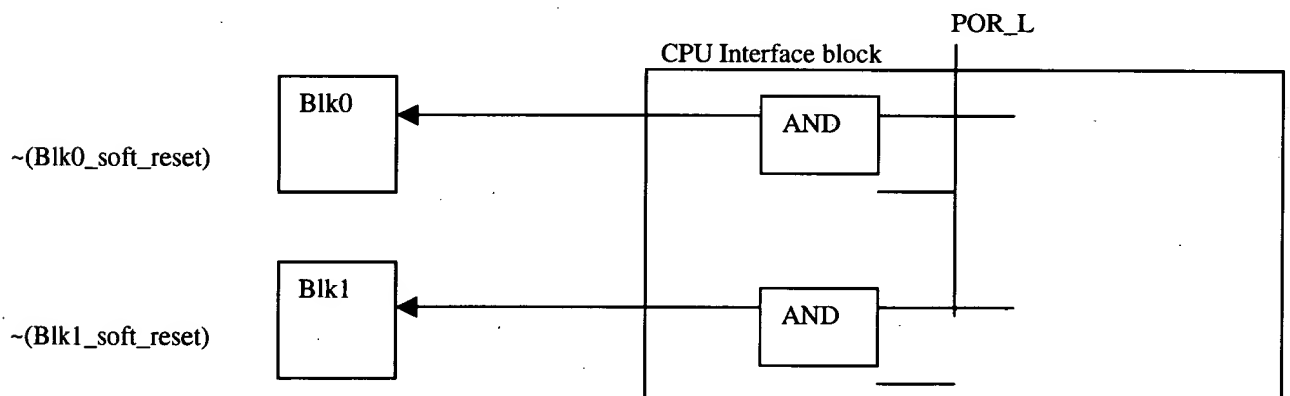 POR_L
CPU Interface block
Blk0
AND
~(Blk0_soft_reset)
Blk1
AND
~(Blk1_soft_reset)